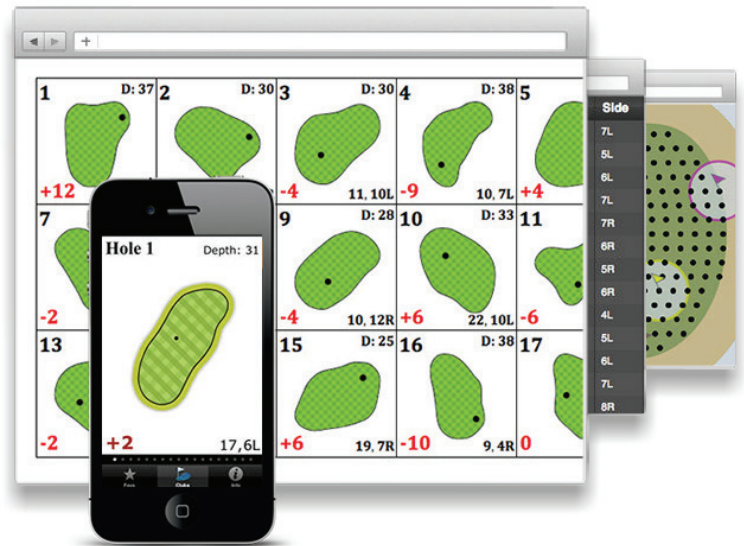 1
D: 37
2
D: 30
3
D: 30
4
D: 38
5
+12
-4
11, 10L
-9
10, 7L
+4
7
9
D: 28
10
D: 33
11
-2
-4
10, 12R
+6
22, 10L
-6
13
15
D: 25
16
D: 38
17
-2
+6
19, 7R
-10
9, 4R
0
Hole 1
Depth: 31
+2
17,6L
Favs
Clubs
Info
Side
7L
5L
6L
7L
7R
6R
5R
6R
4L
5L
6L
7L
8R